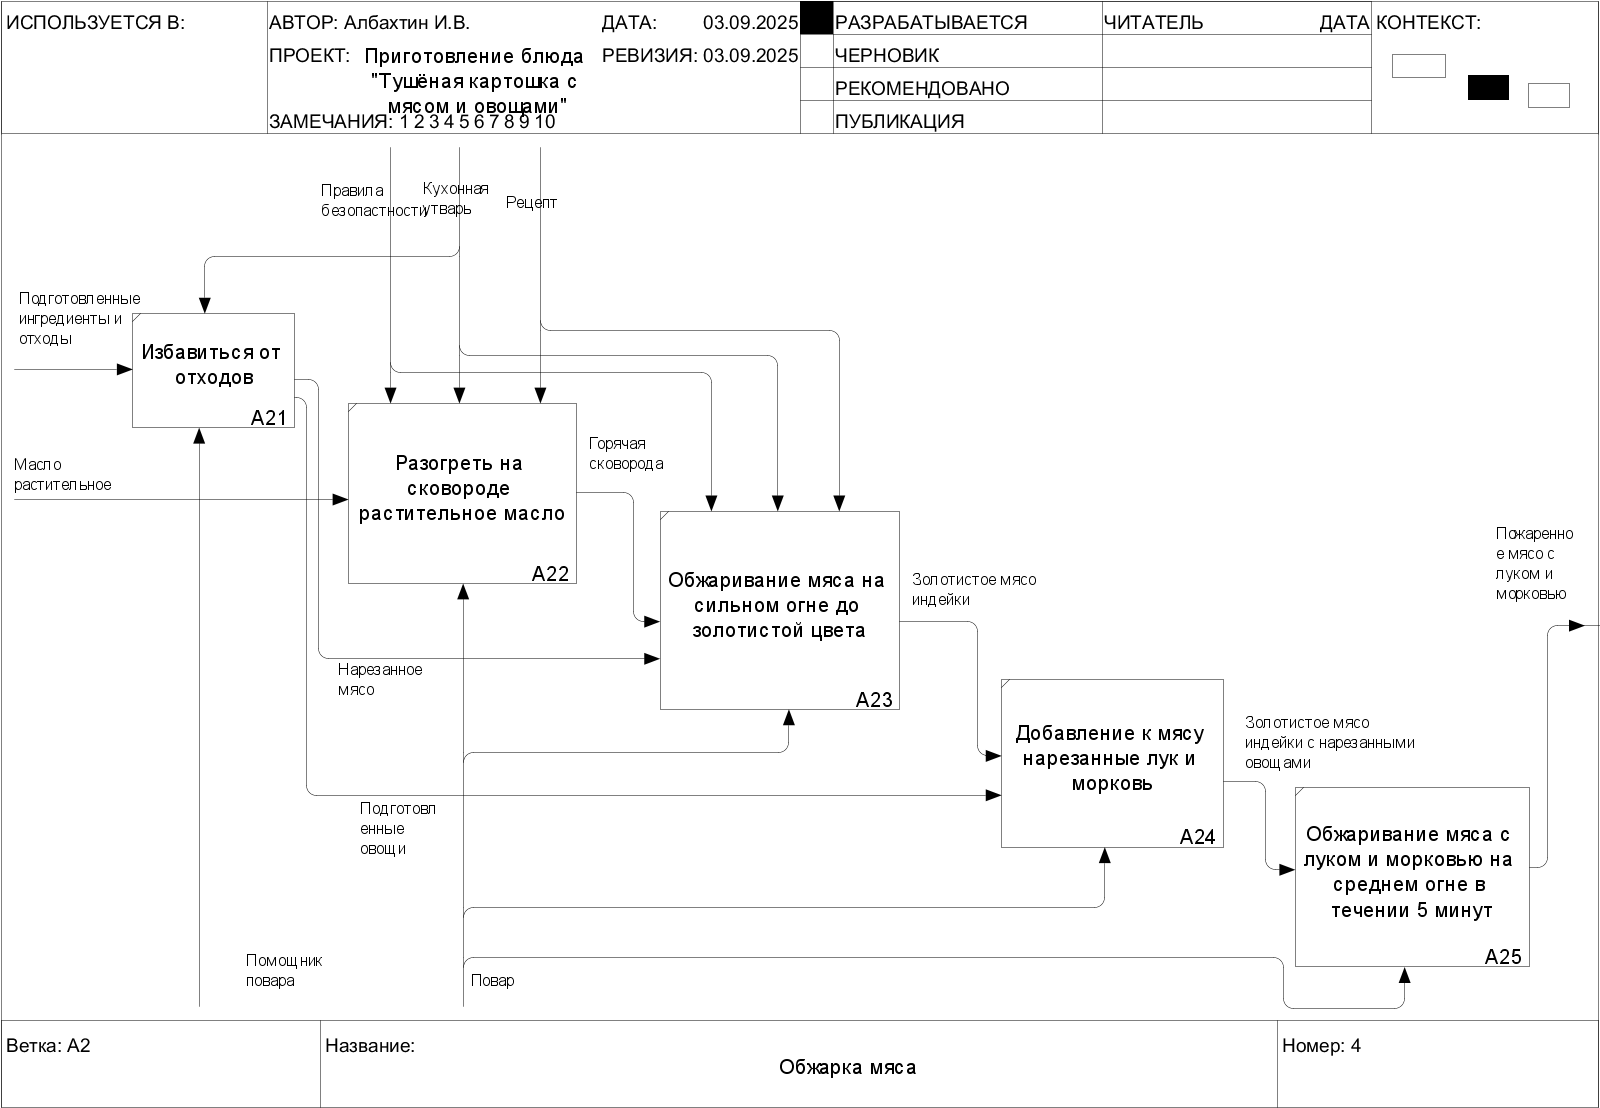 ИСПОЛЬЗУЕТСЯ В:
АВТОР: Албахтин И.В.
ДАТА: 03.09.2025
РАЗРАБАТЫВАЕТСЯ
ЧИТАТЕЛЬ
ДАТА
КОНТЕКСТ:
ПРОЕКТ: Приготовление блюда
"Тушёная картошка с
мясом и овощами"
РЕВИЗИЯ: 03.09.2025
ЧЕРНОВИК
РЕКОМЕНДОВАНО
ЗАМЕЧАНИЯ: 1 2 3 4 5 6 7 8 9 10
ПУБЛИКАЦИЯ
Правила
безопастности
Кухонная
утварь
Рецепт
Подготовленные
ингредиенты и
отходы
Избавиться от
отходов
A21
Масло
растительное
Разогреть на
сковороде
растительное масло
A22
Горячая
сковорода
Обжаривание мяса на
сильном огне до
золотистой цвета
A23
Золотистое мясо
индейки
Пожаренно
е мясо с
луком и
морковью
Нарезанное
мясо
Добавление к мясу
нарезанные лук и
морковь
A24
Золотистое мясо
индейки с нарезанными
овощами
Подготовл
енные
овощи
Обжаривание мяса с
луком и морковью на
среднем огне в
течении 5 минут
A25
Помощник
повара
Повар
Ветка: A2
Название:
Обжарка мяса
Номер: 4